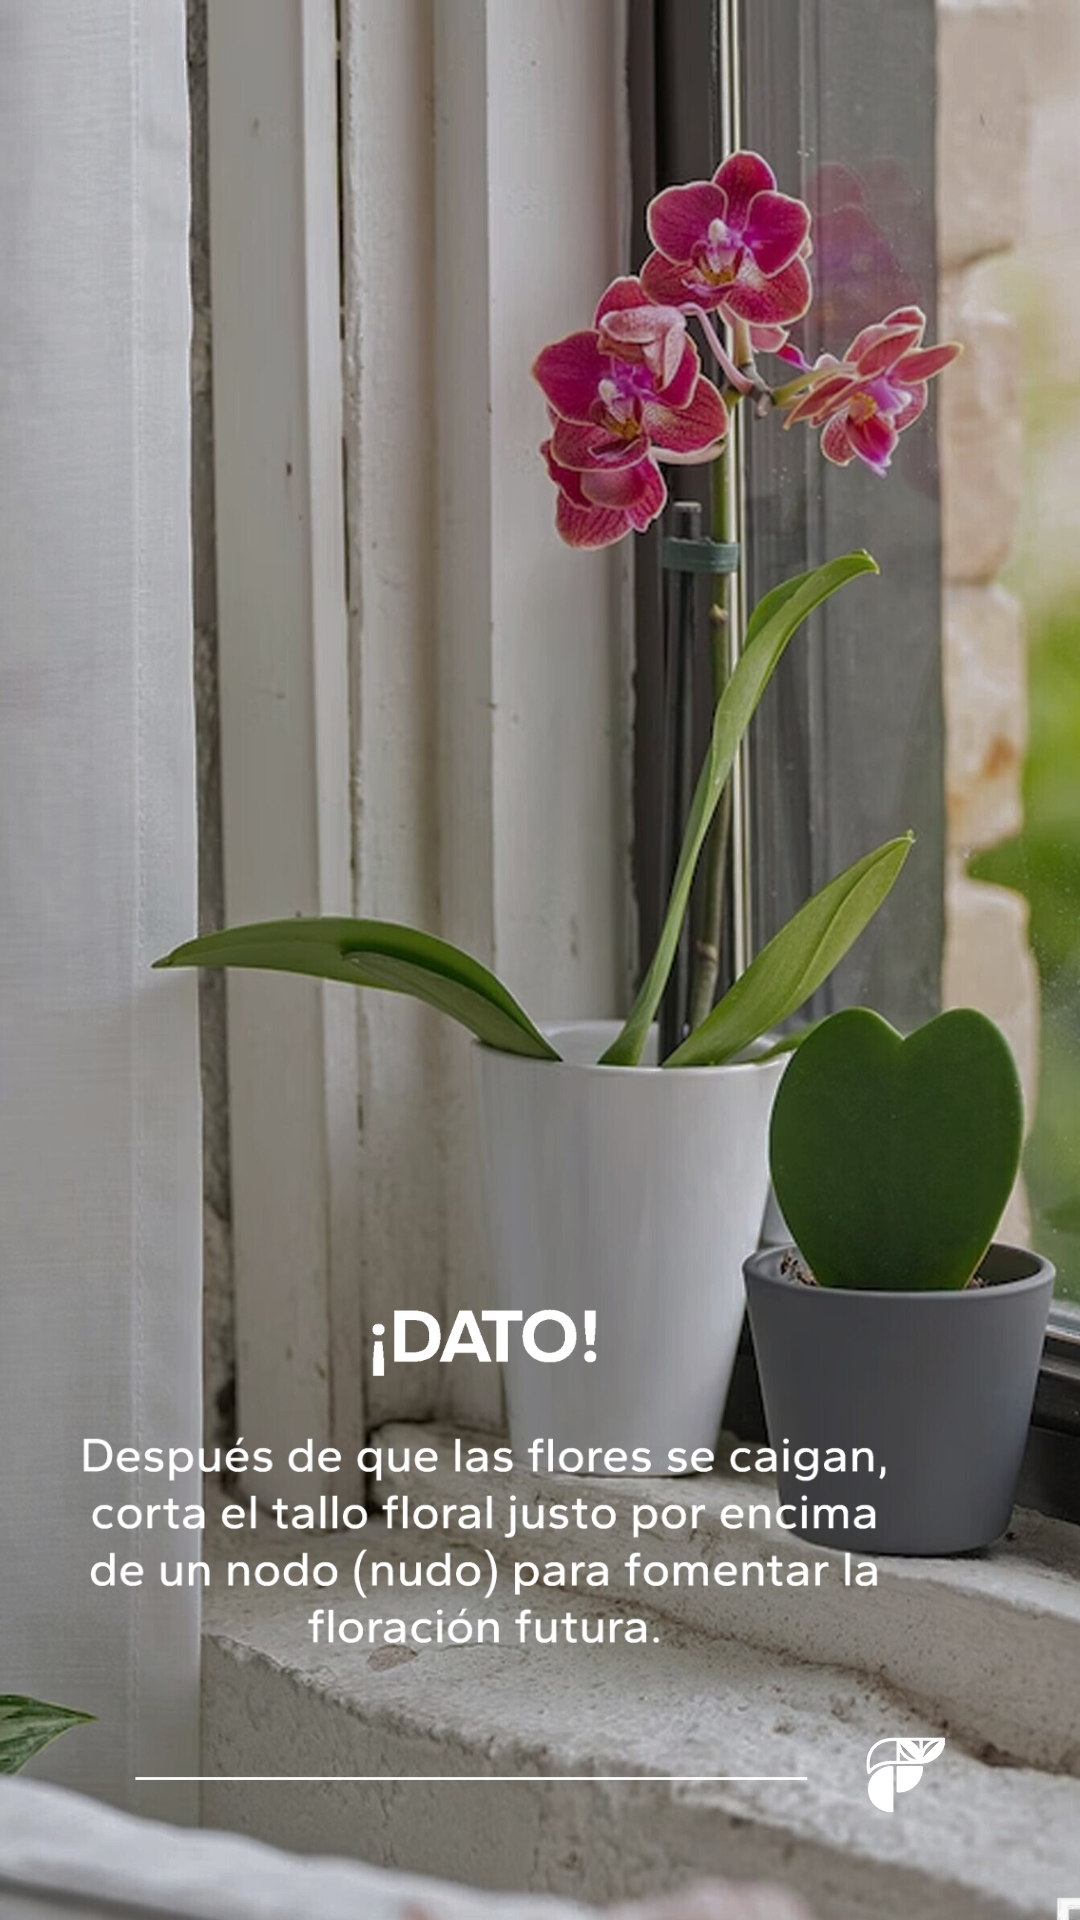 ¡DATO!
Después de que las flores se caigan,
corta el tallo floral justo por encima
de un nodo (nudo) para fomentar la
floración futura.